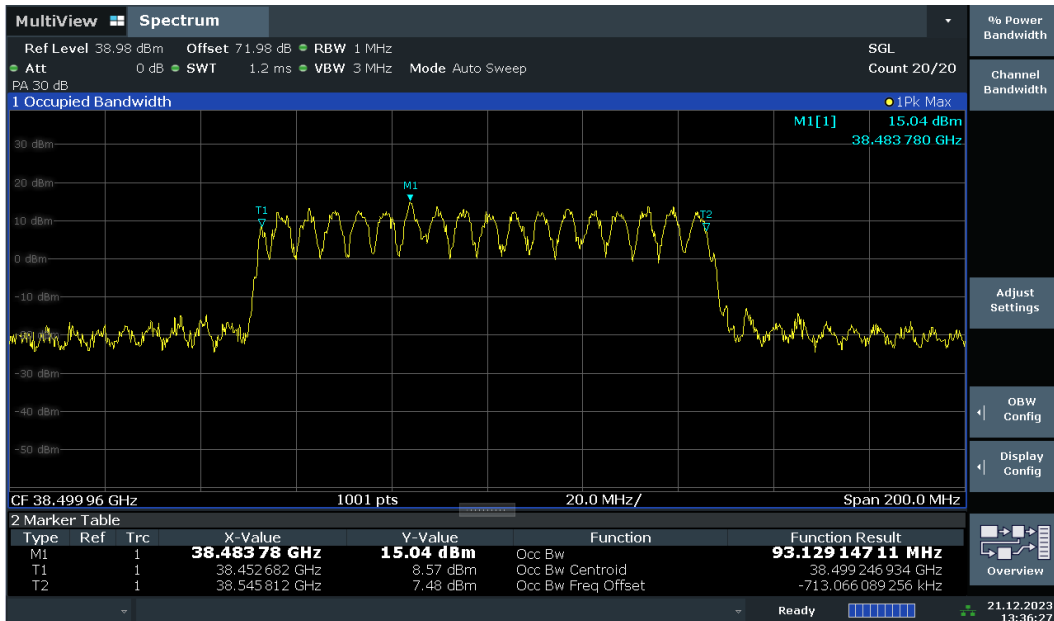 MultiView Spectrum
Ref Level 38.98 dBm Offset 71.98 dB RBW 1 MHz SGL
Att 0 dB SWT 1.2 ms VBW 3 MHz Mode Auto Sweep Count 20/20
PA 30 dB
1 Occupied Bandwidth 1Pk Max
M1[1] 15.04 dBm
38.483 780 GHz
30 dBm
20 dBm
M1
T1
T2
10 dBm
0 dBm
-10 dBm
-30 dBm
-40 dBm
-50 dBm
CF 38.499 96 GHz 1001 pts 20.0 MHz/ Span 200.0 MHz
2 Marker Table
Type Ref Trc X-Value Y-Value Function Function Result
M1 1 38.483 78 GHz 15.04 dBm Occ Bw 93.129 147 11 MHz
T1 1 38.452 682 GHz 8.57 dBm Occ Bw Centroid 38.499 246 934 GHz
T2 1 38.545 812 GHz 7.48 dBm Occ Bw Freq Offset -713.066 089 256 kHz
Ready
21.12.2023
13:36:27
% Power
Bandwidth
Channel
Bandwidth
Adjust
Settings
OBW
Config
Display
Config
Overview